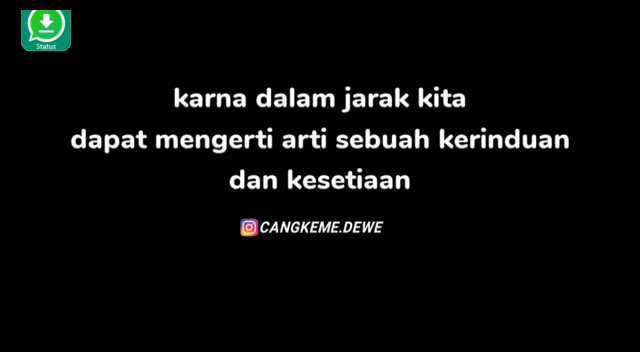 Status
karna dalam jarak kita
dapat mengerti arti sebuah kerinduan
dan kesetiaan
CANGKEME.DEWE